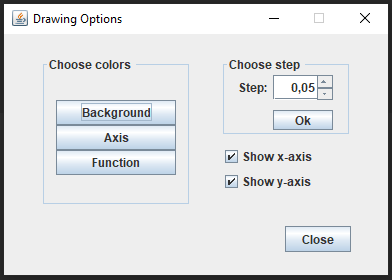 Drawing Options
Choose colors
Background
Axis
Function
Choose step
Step: 0,05
Ok
Show x-axis
Show y-axis
Close